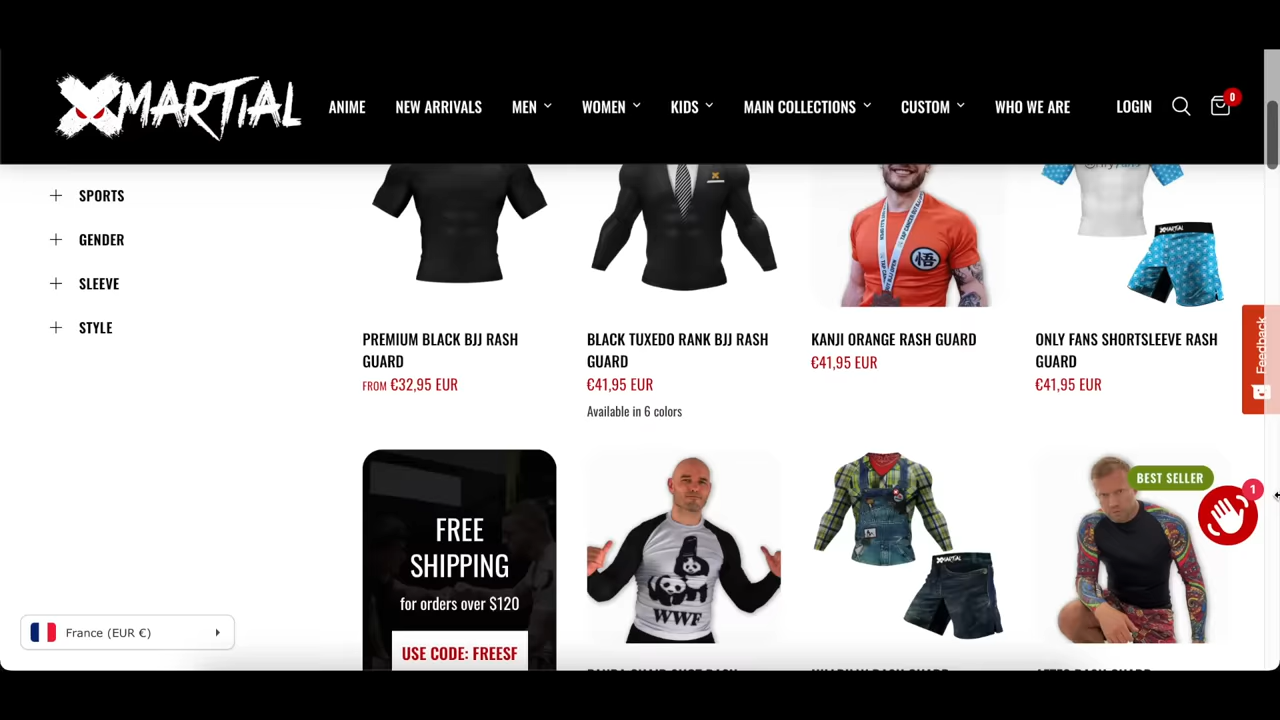 XMARTIAL
ANIME
NEW ARRIVALS
MEN
WOMEN
KIDS
MAIN COLLECTIONS
CUSTOM
WHO WE ARE
LOGIN
0
SPORTS
GENDER
SLEEVE
STYLE
悟
XMARTIAL
PREMIUM BLACK BJJ RASH
GUARD
FROM €32,95 EUR
BLACK TUXEDO RANK BJJ RASH
GUARD
€41,95 EUR
Available in 6 colors
KANJI ORANGE RASH GUARD
€41,95 EUR
ONLY FANS SHORTSLEEVE RASH
GUARD
€41,95 EUR
Feedback
FREE
SHIPPING
for orders over $120
USE CODE: FREESF
WWF
XMARTIAL
BEST SELLER
1
France (EUR €)